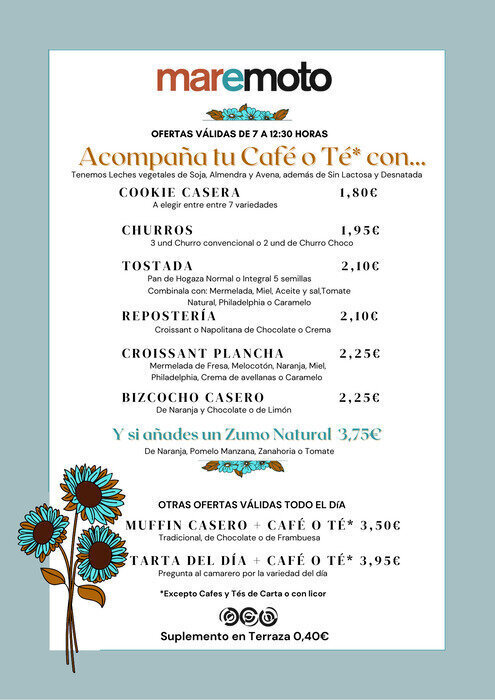 maremoto
OFERTAS VÁLIDAS DE 7 A 12:30 HORAS
Acompaña tu Café o Té* con...
Tenemos Leches vegetales de Soja, Almendra y Avena, además de Sin Lactosa y Desnatada
COOKIE CASERA 1,80€
A elegir entre entre 7 variedades
CHURROS 1,95€
3 und Churro convencional o 2 und de Churro Choco
TOSTADA 2,10€
Pan de Hogaza Normal o Integral 5 semillas
Combinala con: Mermelada, Miel, Aceite y sal,Tomate
Natural, Philadelphia o Caramelo
REPOSTERÍA 2,10€
Croissant o Napolitana de Chocolate o Crema
CROISSANT PLANCHA 2,25€
Mermelada de Fresa, Melocotón, Naranja, Miel,
Philadelphia, Crema de avellanas o Caramelo
BIZCOCHO CASERO 2,25€
De Naranja y Chocolate o de Limón
Y si añades un Zumo Natural 3,75€
De Naranja, Pomelo Manzana, Zanahoria o Tomate
OTRAS OFERTAS VÁLIDAS TODO EL DíA
MUFFIN CASERO + CAFÉ O TÉ* 3,50€
Tradicional, de Chocolate o de Frambuesa
TARTA DEL DÍA + CAFÉ O TÉ* 3,95€
Pregunta al camarero por la variedad del día
*Excepto Cafes y Tés de Carta o con licor
Suplemento en Terraza 0,40€